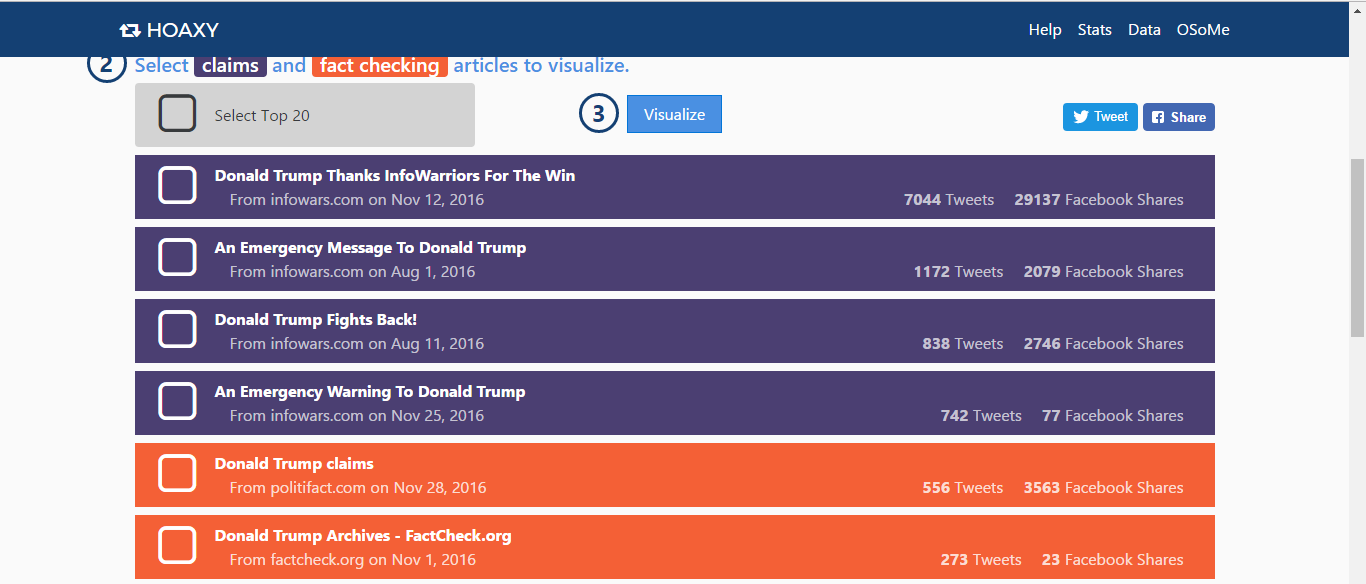 HOAXY
Help Stats Data OSoMe
2 Select claims and fact checking articles to visualize.
Select Top 20
3 Visualize
Tweet Share
Donald Trump Thanks InfoWarriors For The Win
From infowars.com on Nov 12, 2016 7044 Tweets 29137 Facebook Shares
An Emergency Message To Donald Trump
From infowars.com on Aug 1, 2016 1172 Tweets 2079 Facebook Shares
Donald Trump Fights Back!
From infowars.com on Aug 11, 2016 838 Tweets 2746 Facebook Shares
An Emergency Warning To Donald Trump
From infowars.com on Nov 25, 2016 742 Tweets 77 Facebook Shares
Donald Trump claims
From politifact.com on Nov 28, 2016 556 Tweets 3563 Facebook Shares
Donald Trump Archives - FactCheck.org
From factcheck.org on Nov 1, 2016 273 Tweets 23 Facebook Shares